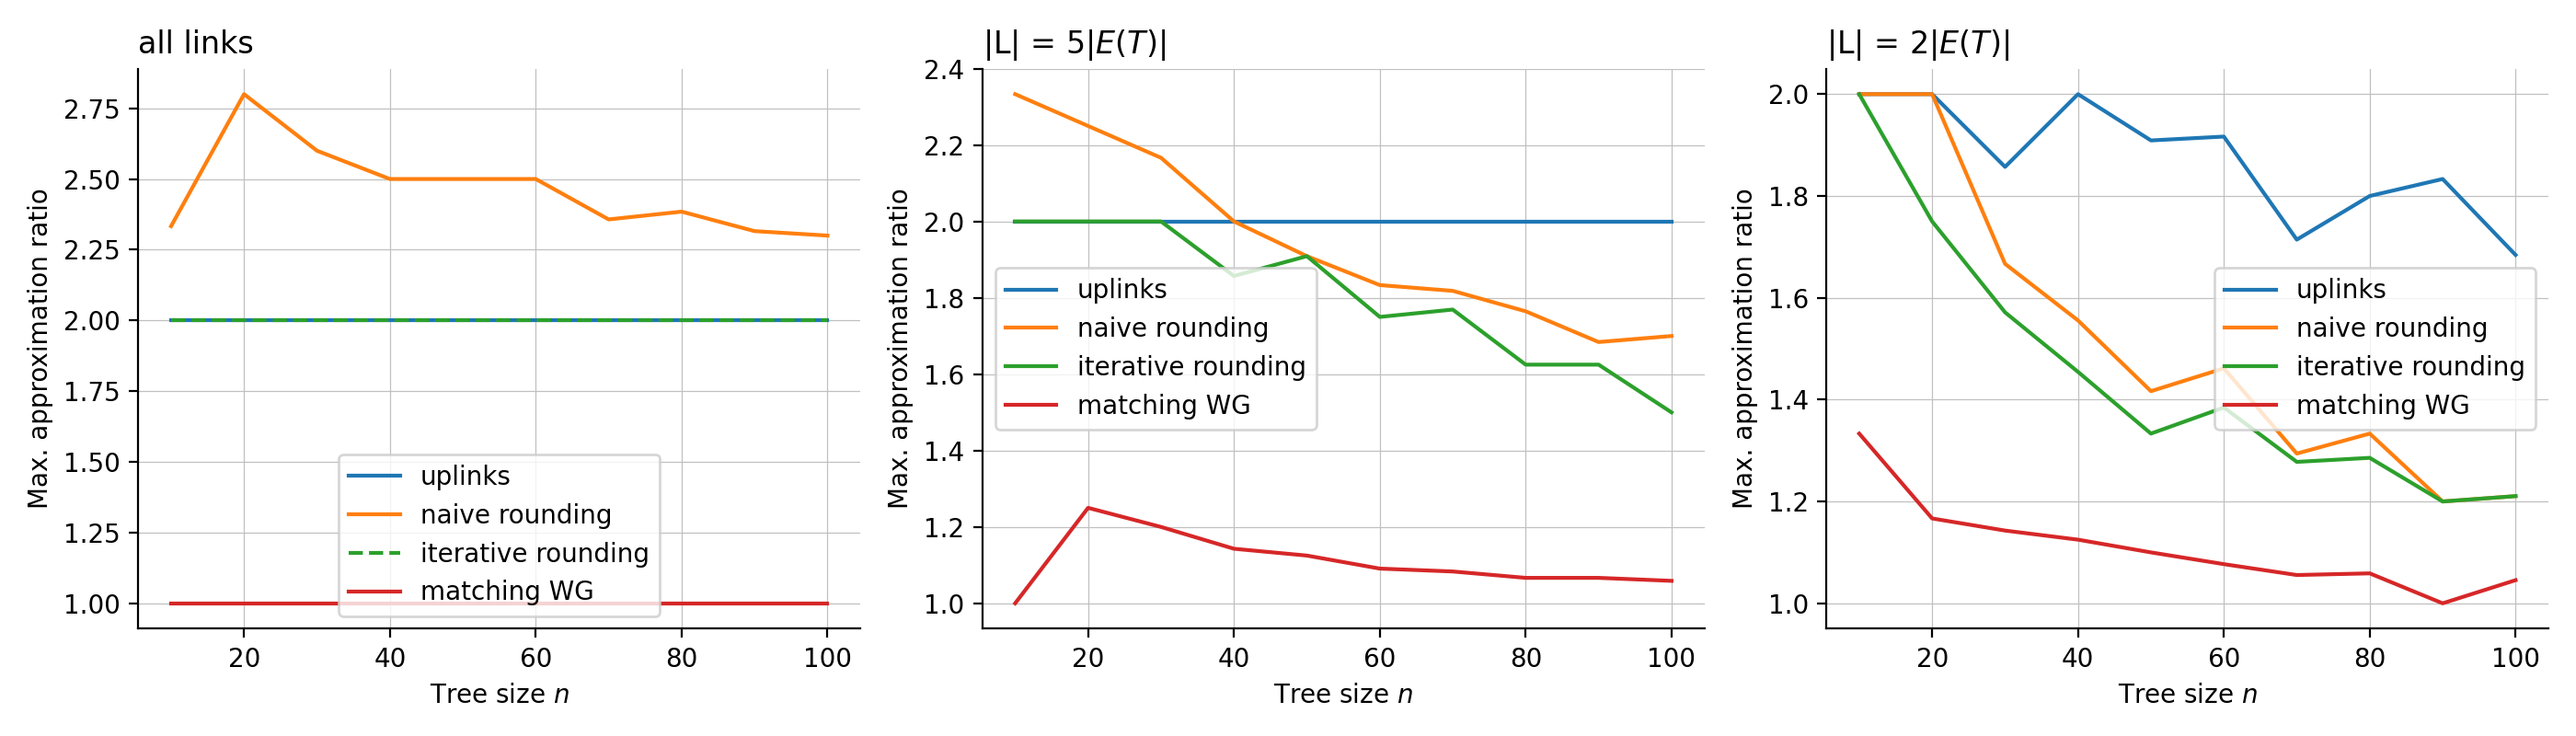 all links
Max. approximation ratio
2.75
2.50
2.25
2.00
1.75
1.50
1.25
1.00
uplinks
naive rounding
iterative rounding
matching WG
20 40 60 80 100
Tree size n
|L| = 5|E(T)|
Max. approximation ratio
2.4
2.2
2.0
1.8
1.6
1.4
1.2
1.0
uplinks
naive rounding
iterative rounding
matching WG
20 40 60 80 100
Tree size n
|L| = 2|E(T)|
Max. approximation ratio
2.0
1.8
1.6
1.4
1.2
1.0
uplinks
naive rounding
iterative rounding
matching WG
20 40 60 80 100
Tree size n